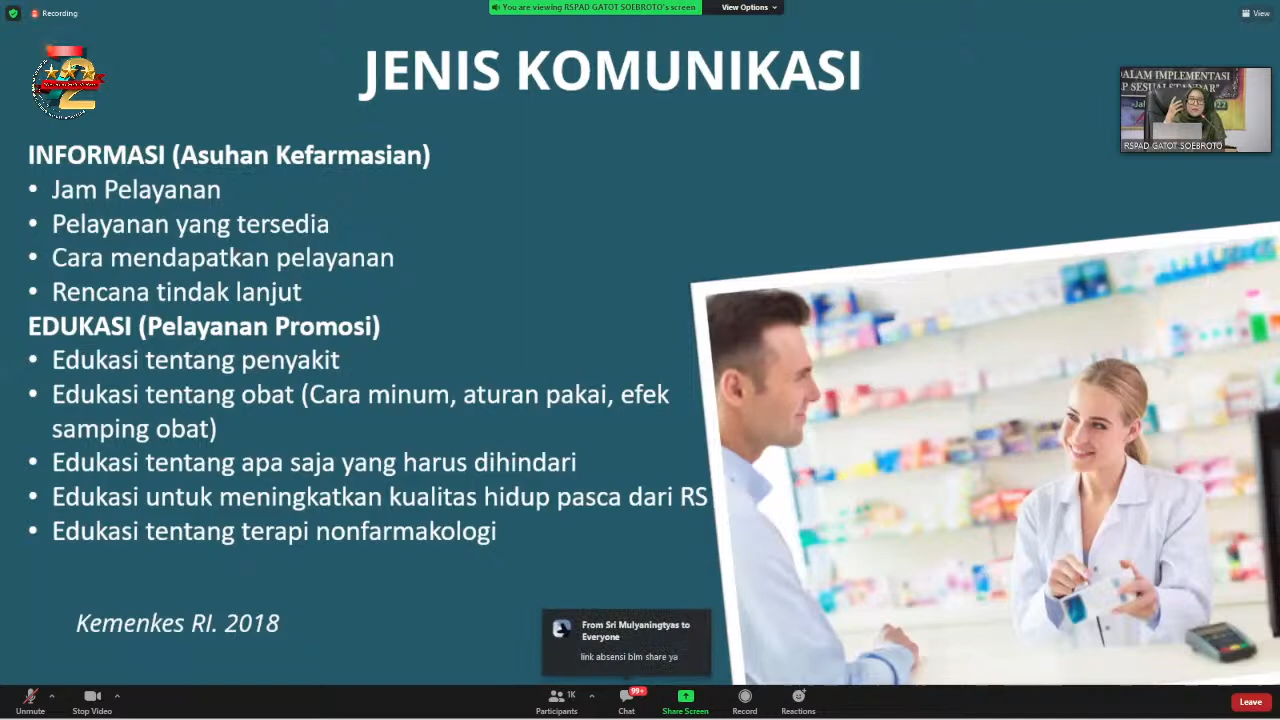 Recording
You are viewing RSPAD GATOT SOEBROTO's screen
View Options
View
JENIS KOMUNIKASI
DALAM IMPLEMENTASI
RSPAD GATOT SOEBROTO
INFORMASI (Asuhan Kefarmasian)
• Jam Pelayanan
• Pelayanan yang tersedia
• Cara mendapatkan pelayanan
• Rencana tindak lanjut
EDUKASI (Pelayanan Promosi)
• Edukasi tentang penyakit
• Edukasi tentang obat (Cara minum, aturan pakai, efek
samping obat)
• Edukasi tentang apa saja yang harus dihindari
• Edukasi untuk meningkatkan kualitas hidup pasca dari RS
• Edukasi tentang terapi nonfarmakologi
Kemenkes RI. 2018
From Sri Mulyaningtyas to
Everyone
link absensi blm share ya
Unmute
Stop Video
1K
Participants
99+
Chat
Share Screen
Record
Reactions
Leave